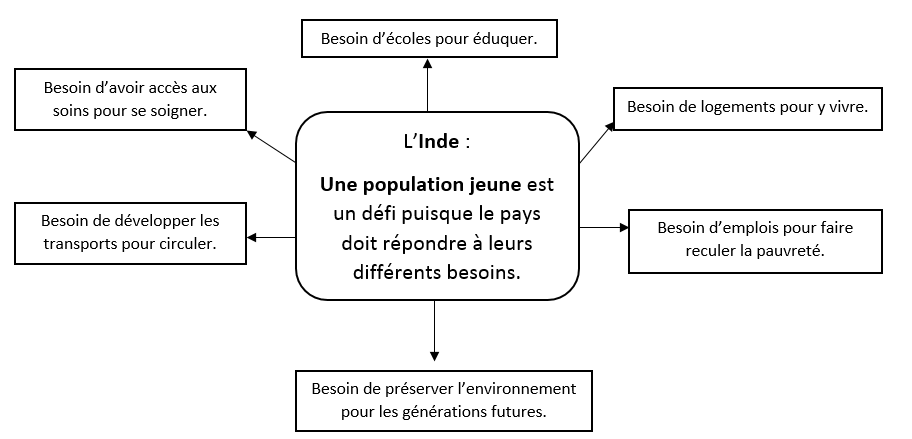 Besoin d’écoles pour éduquer.
Besoin d’avoir accès aux
soins pour se soigner.
Besoin de logements pour y vivre.
L’Inde :
Une population jeune est
un défi puisque le pays
doit répondre à leurs
différents besoins.
Besoin de développer les
transports pour circuler.
Besoin d’emplois pour faire
reculer la pauvreté.
Besoin de préserver l’environnement
pour les générations futures.